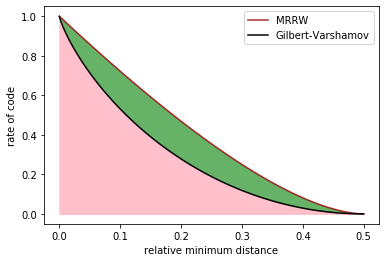 MRRW
Gilbert-Varshamov
rate of code
1.0
0.8
0.6
0.4
0.2
0.0
0.0 0.1 0.2 0.3 0.4 0.5
relative minimum distance